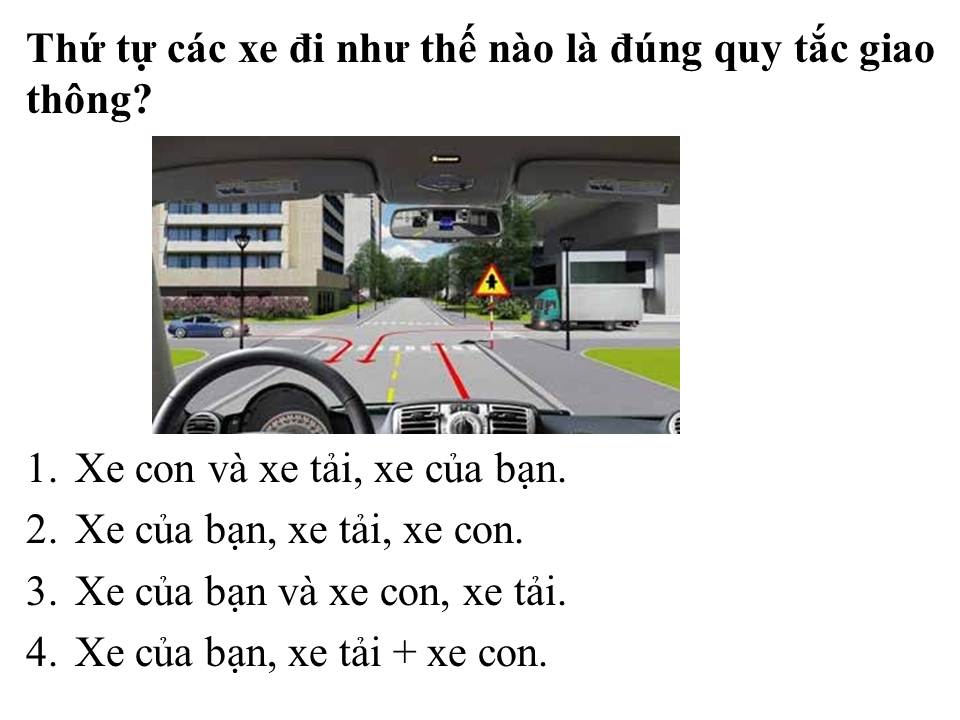 Thứ tự các xe đi như thế nào là đúng quy tắc giao
thông?
1. Xe con và xe tải, xe của bạn.
2. Xe của bạn, xe tải, xe con.
3. Xe của bạn và xe con, xe tải.
4. Xe của bạn, xe tải + xe con.